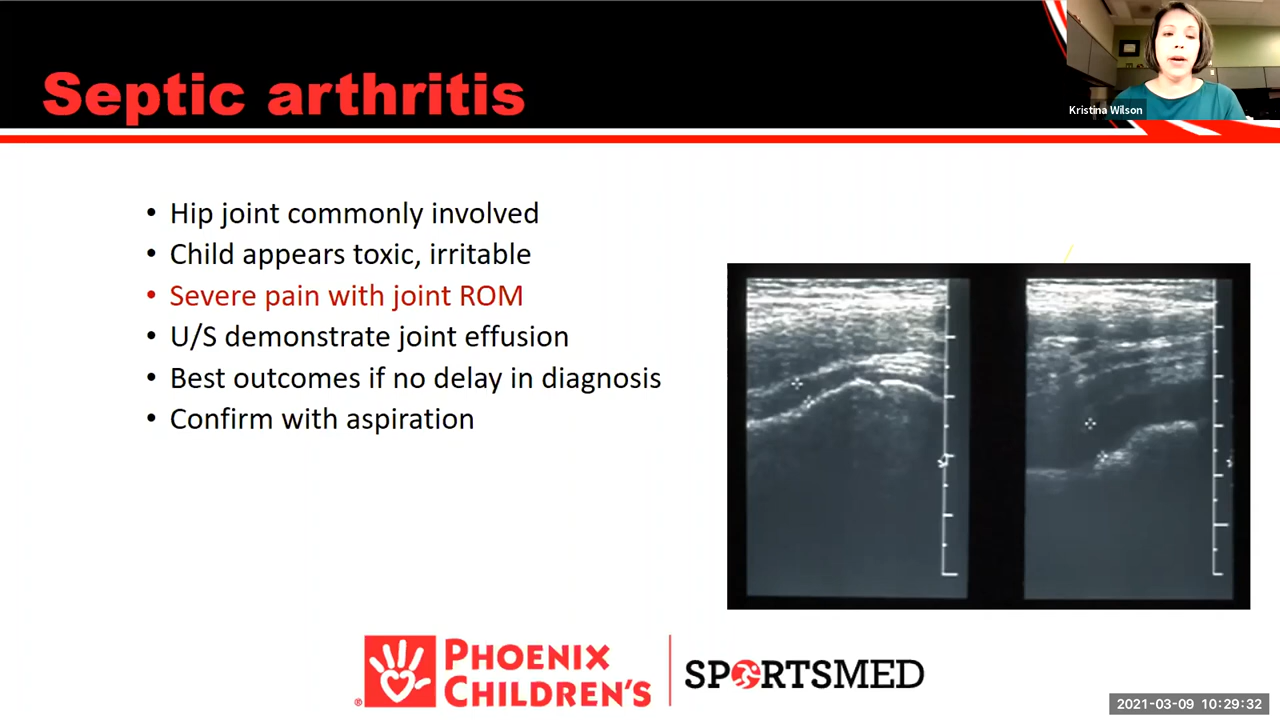 Septic arthritis
Kristina Wilson
• Hip joint commonly involved
• Child appears toxic, irritable
• Severe pain with joint ROM
• U/S demonstrate joint effusion
• Best outcomes if no delay in diagnosis
• Confirm with aspiration
PHOENIX
CHILDREN'S
®
SPORTSMED
2021-03-09 10:29:32